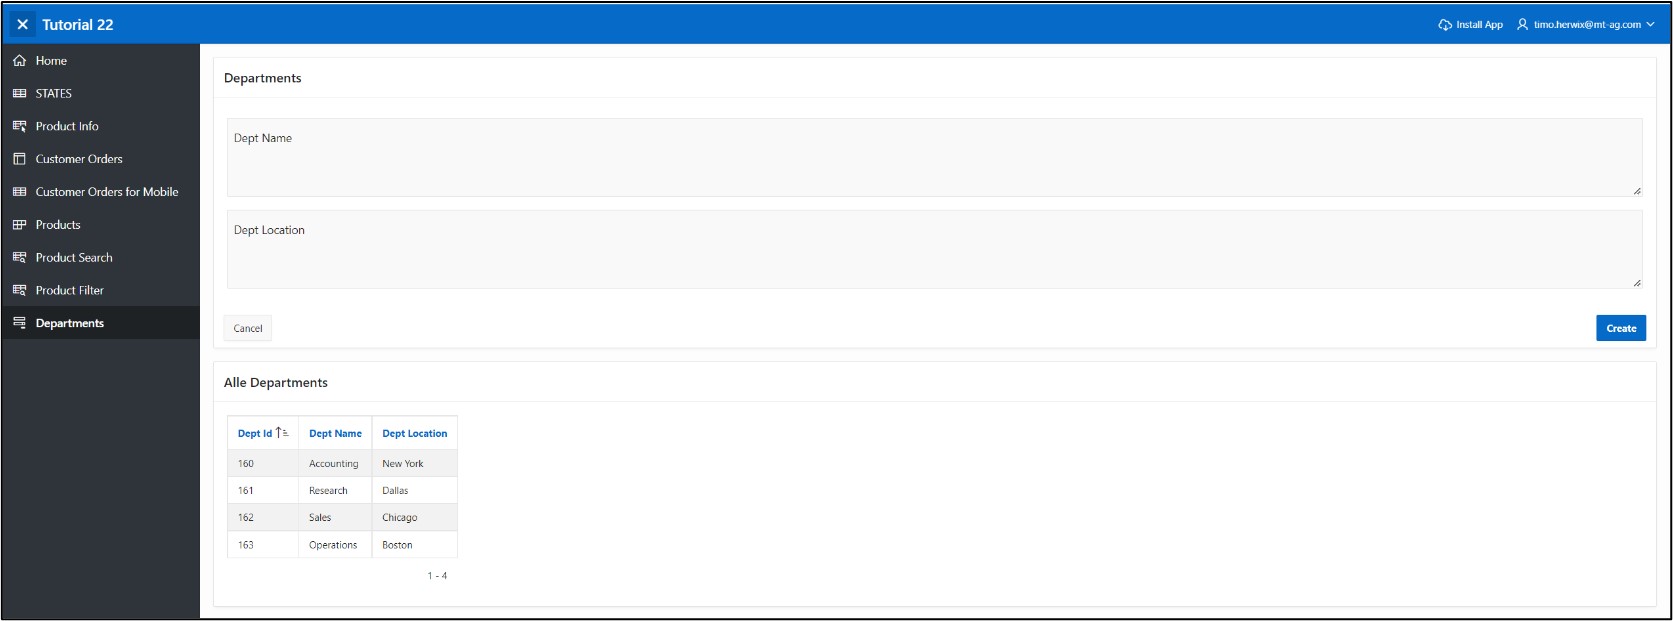 Tutorial 22
Install App
timo.herwix@mt-ag.com
Home
STATES
Product Info
Customer Orders
Customer Orders for Mobile
Products
Product Search
Product Filter
Departments
Departments
Dept Name
Dept Location
Cancel
Create
Alle Departments
Dept Id Dept Name Dept Location
160 Accounting New York
161 Research Dallas
162 Sales Chicago
163 Operations Boston
1 - 4